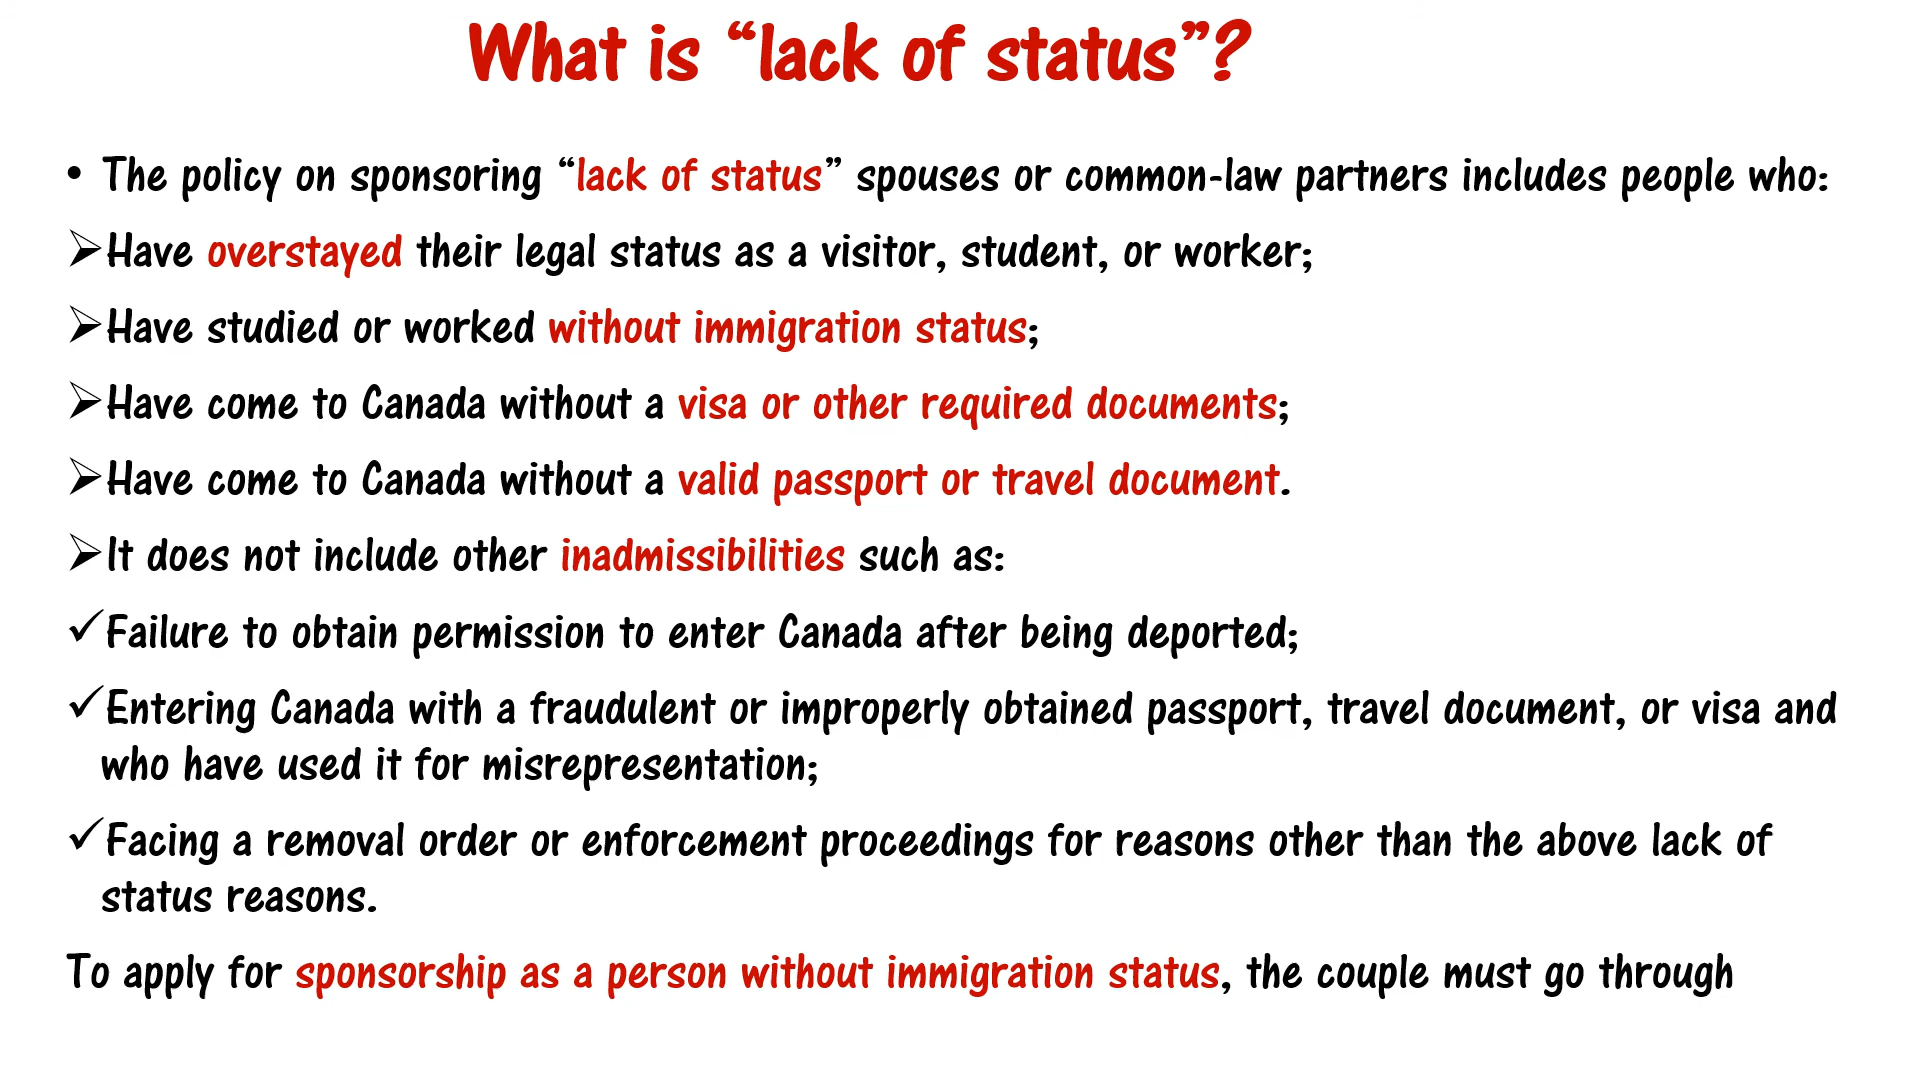 What is “lack of status”?
• The policy on sponsoring “lack of status” spouses or common-law partners includes people who:
➢Have overstayed their legal status as a visitor, student, or worker;
➢Have studied or worked without immigration status;
➢Have come to Canada without a visa or other required documents;
➢Have come to Canada without a valid passport or travel document.
➢It does not include other inadmissibilities such as:
✓Failure to obtain permission to enter Canada after being deported;
✓Entering Canada with a fraudulent or improperly obtained passport, travel document, or visa and
who have used it for misrepresentation;
✓Facing a removal order or enforcement proceedings for reasons other than the above lack of
status reasons.
To apply for sponsorship as a person without immigration status, the couple must go through